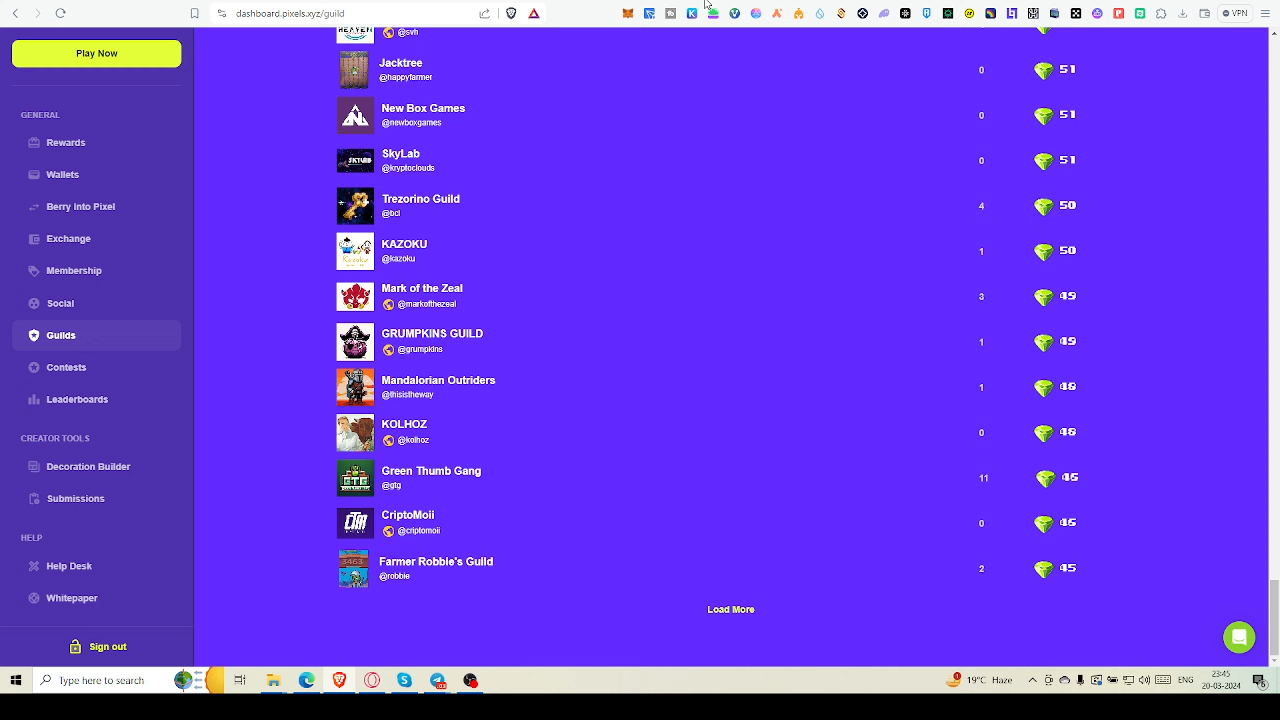 dashboard.pixels.xyz/guild
VPN
Play Now
GENERAL
Rewards
Wallets
Berry Into Pixel
Exchange
Membership
Social
Guilds
Contests
Leaderboards
CREATOR TOOLS
Decoration Builder
Submissions
HELP
Help Desk
Whitepaper
Sign out
@svh
Jacktree
@happyfarmer
0 51
New Box Games
@newboxgames
0 51
SkyLab
@kryptoclouds
0 51
Trezorino Guild
@bcl
4 50
KAZOKU
@kazoku
1 50
Mark of the Zeal
@markofthezeal
3 49
GRUMPKINS GUILD
@grumpkins
1 49
Mandalorian Outriders
@thisistheway
1 48
KOLHOZ
@kolhoz
0 48
GTG
Green Thumb Gang
@gtg
11 46
CTM
CriptoMoii
@criptomoii
0 46
3463
Farmer Robbie's Guild
@robbie
2 45
Load More
Type here to search
19°C Haze
ENG
23:45
20-03-2024